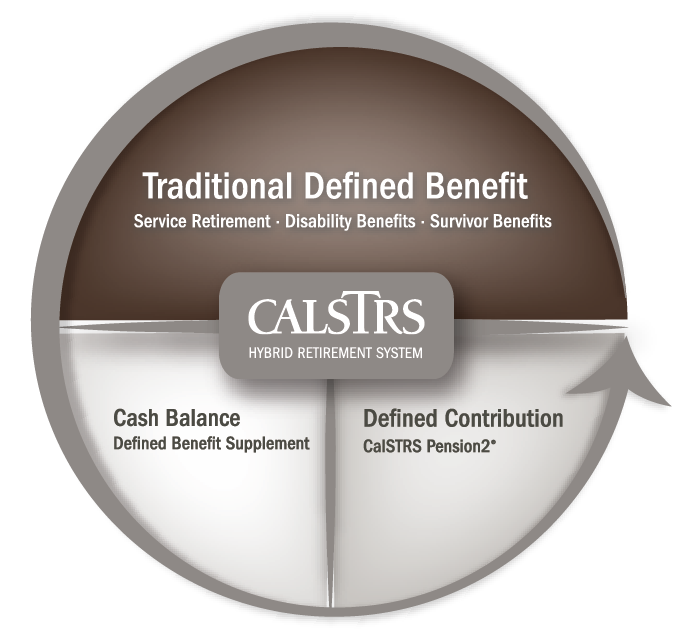 Traditional Defined Benefit
Service Retirement · Disability Benefits · Survivor Benefits
CALSTRS
HYBRID RETIREMENT SYSTEM
Cash Balance
Defined Benefit Supplement
Defined Contribution
CalSTRS Pension2®